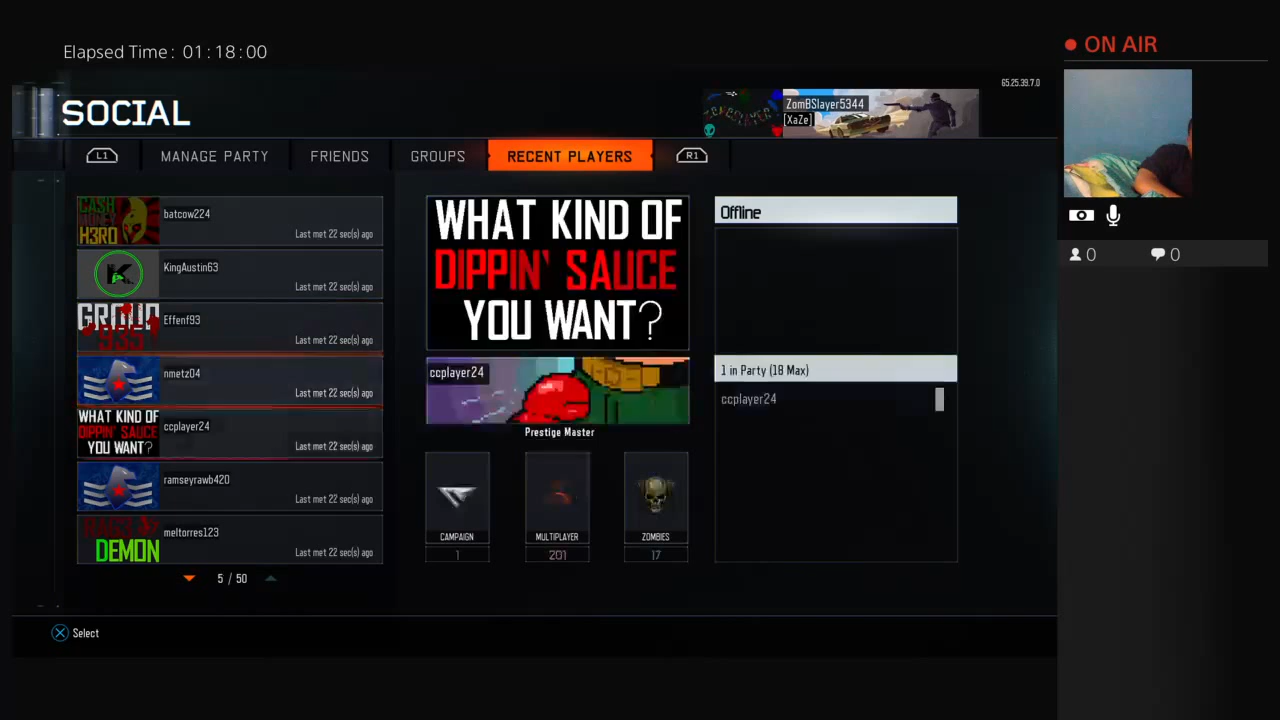 Elapsed Time: 01:18:00
ON AIR
65.25.39.7.0
SOCIAL
ZomBSlayer5344
[XaZe]
L1
MANAGE PARTY
FRIENDS
GROUPS
RECENT PLAYERS
R1
CASH
MONEY
H3RO
batcow224
Last met 22 sec(s) ago
K
KingAustin63
Last met 22 sec(s) ago
GROUP
935
Effenf93
Last met 22 sec(s) ago
nmetz04
Last met 22 sec(s) ago
WHAT KIND OF
DIPPIN' SAUCE
YOU WANT?
ccplayer24
Last met 22 sec(s) ago
ramseyrawb420
Last met 22 sec(s) ago
DEMON
meltorres123
Last met 22 sec(s) ago
5 / 50
WHAT KIND OF
DIPPIN' SAUCE
YOU WANT?
ccplayer24
Prestige Master
CAMPAIGN
1
MULTIPLAYER
201
ZOMBIES
17
Offline
1 in Party (18 Max)
ccplayer24
0
0
Select